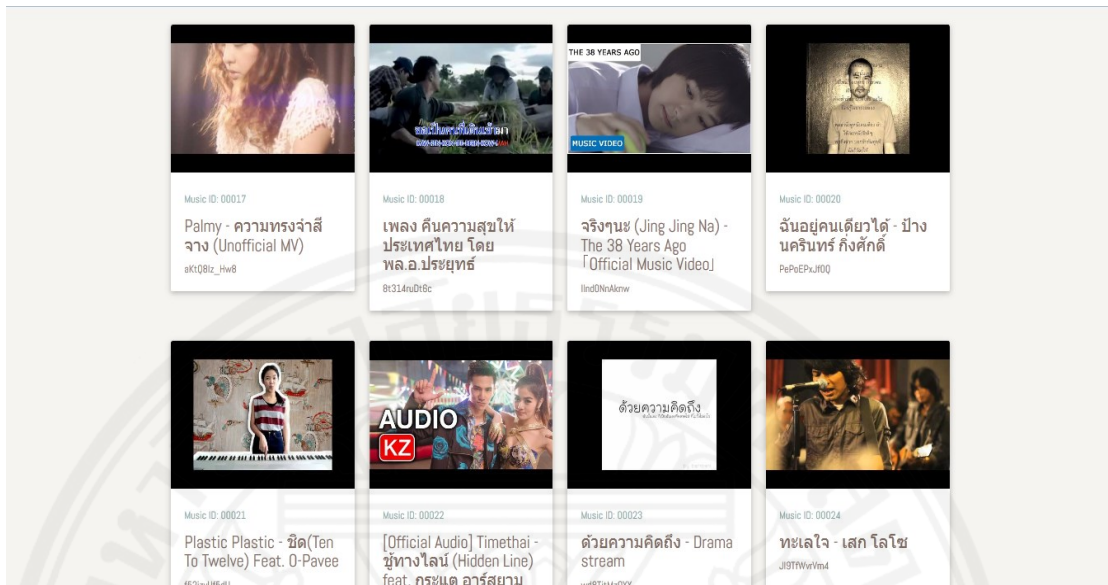 THE 38 YEARS AGO
MUSIC VIDEO
Music ID: 00017
Palmy - ความทรงจำสี
จาง (Unofficial MV)
aKtQ8Iz_Hw8
Music ID: 00018
เพลง คืนความสุขให้
ประเทศไทย โดย
พล.อ.ประยุทธ์
8t314ruDt6c
Music ID: 00019
จริงๆนะ (Jing Jing Na) -
The 38 Years Ago
「Official Music Video」
IInd0NnAknw
Music ID: 00020
ฉันอยู่คนเดียวได้ - ป้าง
นครินทร์ กิ่งศักดิ์
PePoEPxJf0Q
AUDIO
KZ
ด้วยความคิดถึง
Music ID: 00021
Plastic Plastic - ชิด(Ten
To Twelve) Feat. O-Pavee
Music ID: 00022
[Official Audio] Timethai -
ซู้ทางไลน์ (Hidden Line)
feat. กระแต อาร์สยาม
Music ID: 00023
ด้วยความคิดถึง - Drama
stream
Music ID: 00024
ทะเลใจ - เสก โลโซ
JI9TfWvrVm4